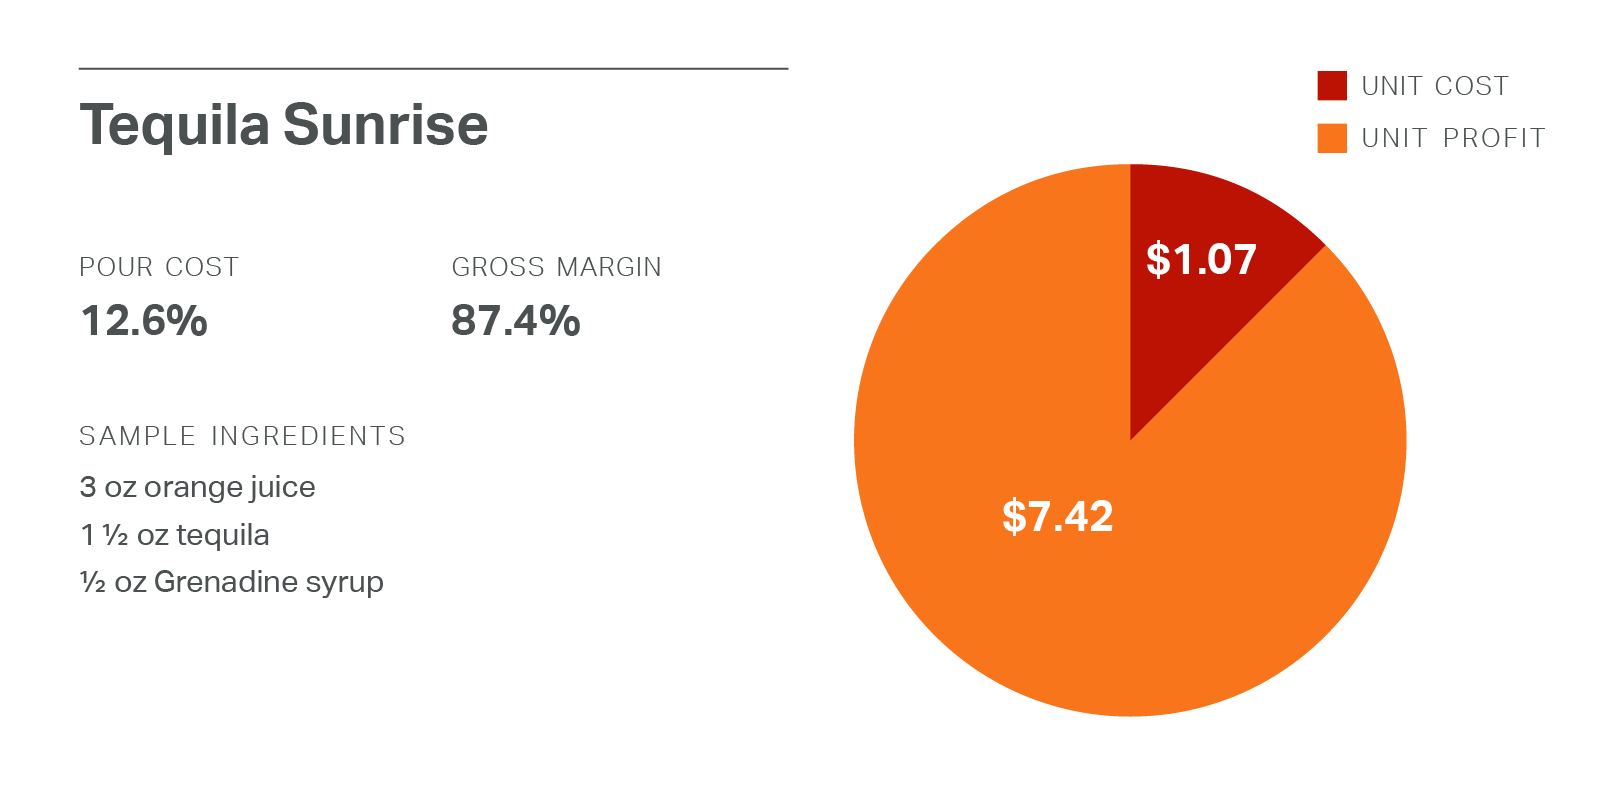 Tequila Sunrise
POUR COST
12.6%
GROSS MARGIN
87.4%
SAMPLE INGREDIENTS
3 oz orange juice
1 ½ oz tequila
½ oz Grenadine syrup
UNIT COST
UNIT PROFIT
$1.07
$7.42